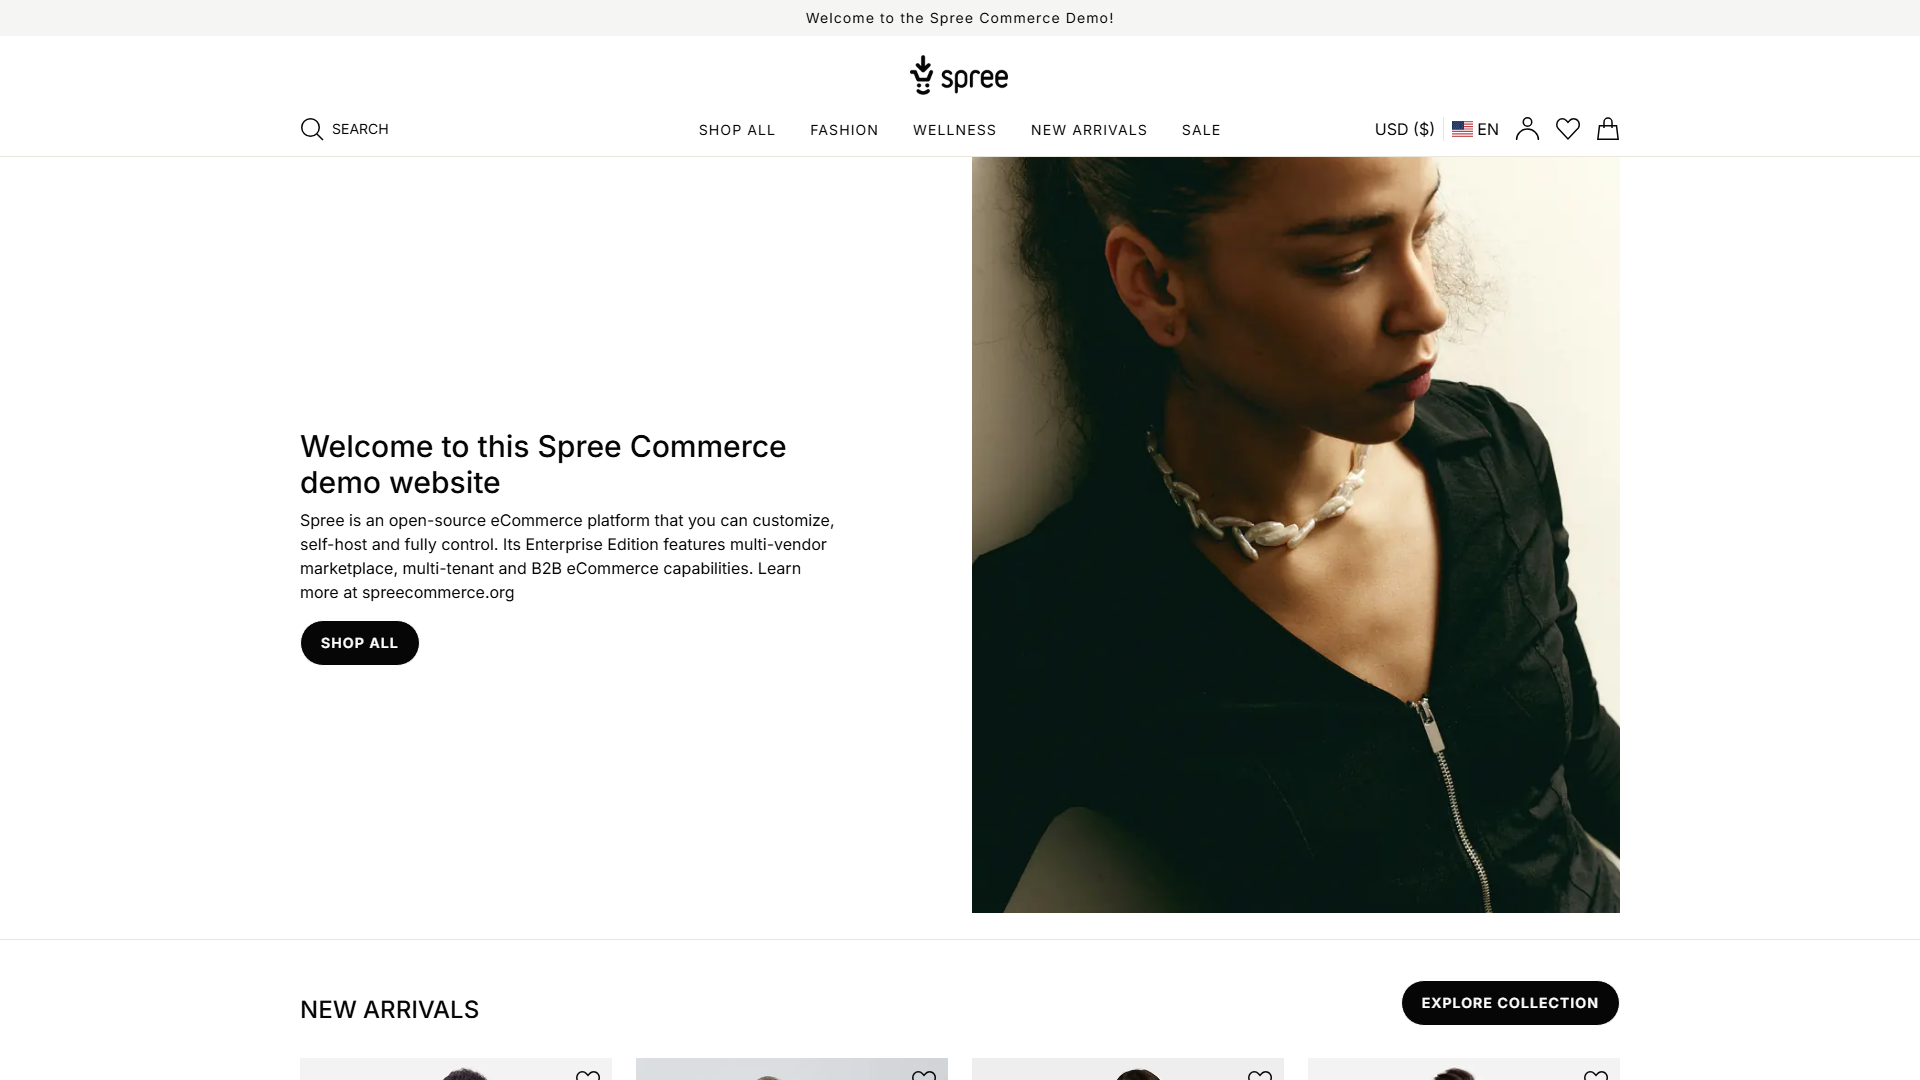 Welcome to the Spree Commerce Demo!
spree
SEARCH
SHOP ALL
FASHION
WELLNESS
NEW ARRIVALS
SALE
USD ($)
EN
Welcome to this Spree Commerce
demo website
Spree is an open-source eCommerce platform that you can customize,
self-host and fully control. Its Enterprise Edition features multi-vendor
marketplace, multi-tenant and B2B eCommerce capabilities. Learn
more at spreecommerce.org
SHOP ALL
NEW ARRIVALS
EXPLORE COLLECTION